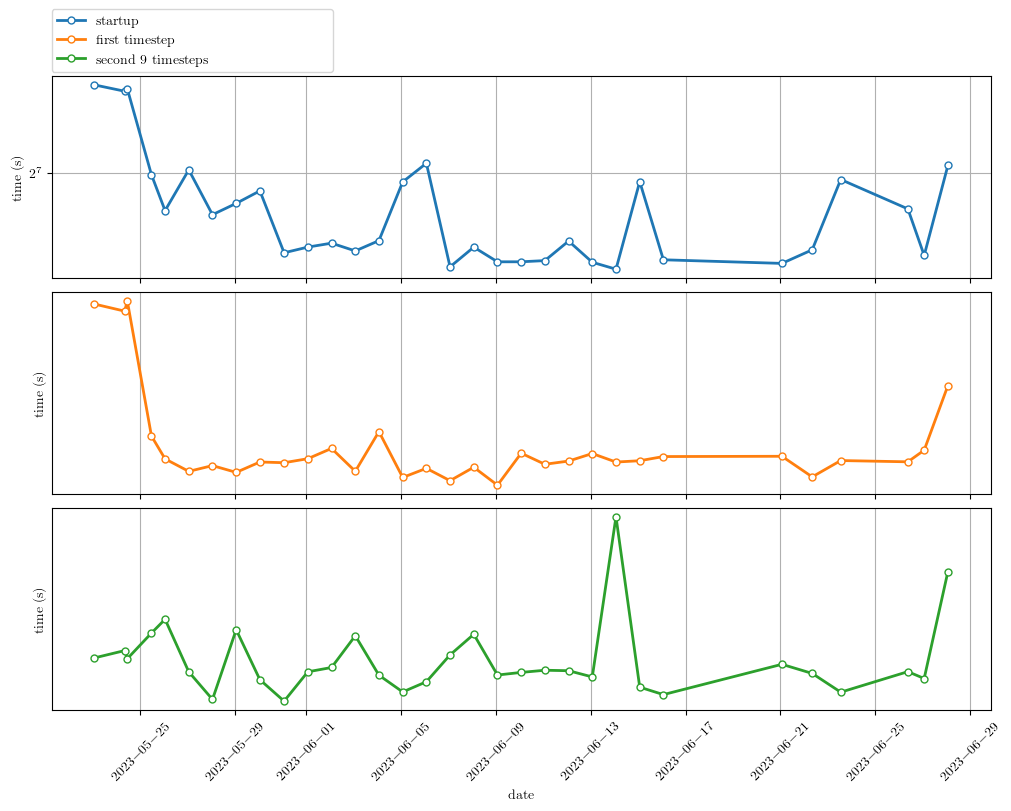 startup
first timestep
second 9 timesteps
time (s)
2⁷
time (s)
time (s)
2023−05−25
2023−05−29
2023−06−01
2023−06−05
2023−06−09
2023−06−13
2023−06−17
2023−06−21
2023−06−25
2023−06−29
date